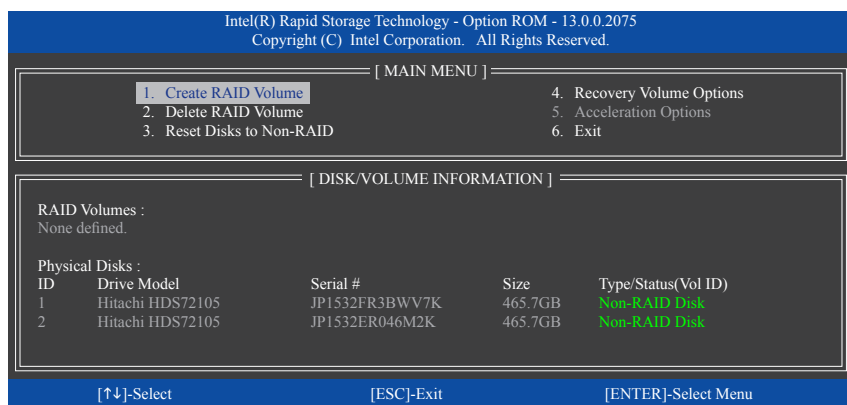 Intel(R) Rapid Storage Technology - Option ROM - 13.0.0.2075
Copyright (C) Intel Corporation. All Rights Reserved.
[ MAIN MENU ]
1. Create RAID Volume
2. Delete RAID Volume
3. Reset Disks to Non-RAID
4. Recovery Volume Options
5. Acceleration Options
6. Exit
[ DISK/VOLUME INFORMATION ]
RAID Volumes :
None defined.
Physical Disks :
ID Drive Model Serial # Size Type/Status(Vol ID)
1 Hitachi HDS72105 JP1532FR3BWV7K 465.7GB Non-RAID Disk
2 Hitachi HDS72105 JP1532ER046M2K 465.7GB Non-RAID Disk
[↑↓]-Select [ESC]-Exit [ENTER]-Select Menu